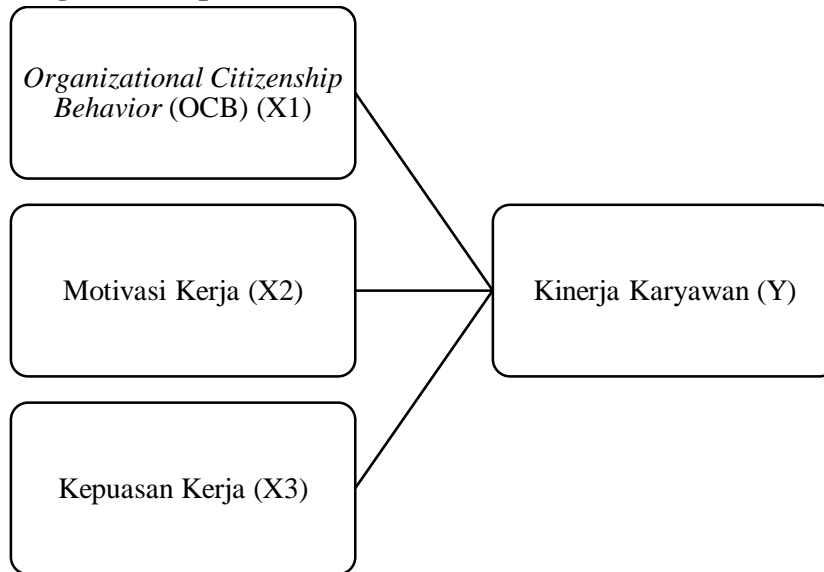 Organizational Citizenship
Behavior (OCB) (X1)
Motivasi Kerja (X2)
Kinerja Karyawan (Y)
Kepuasan Kerja (X3)